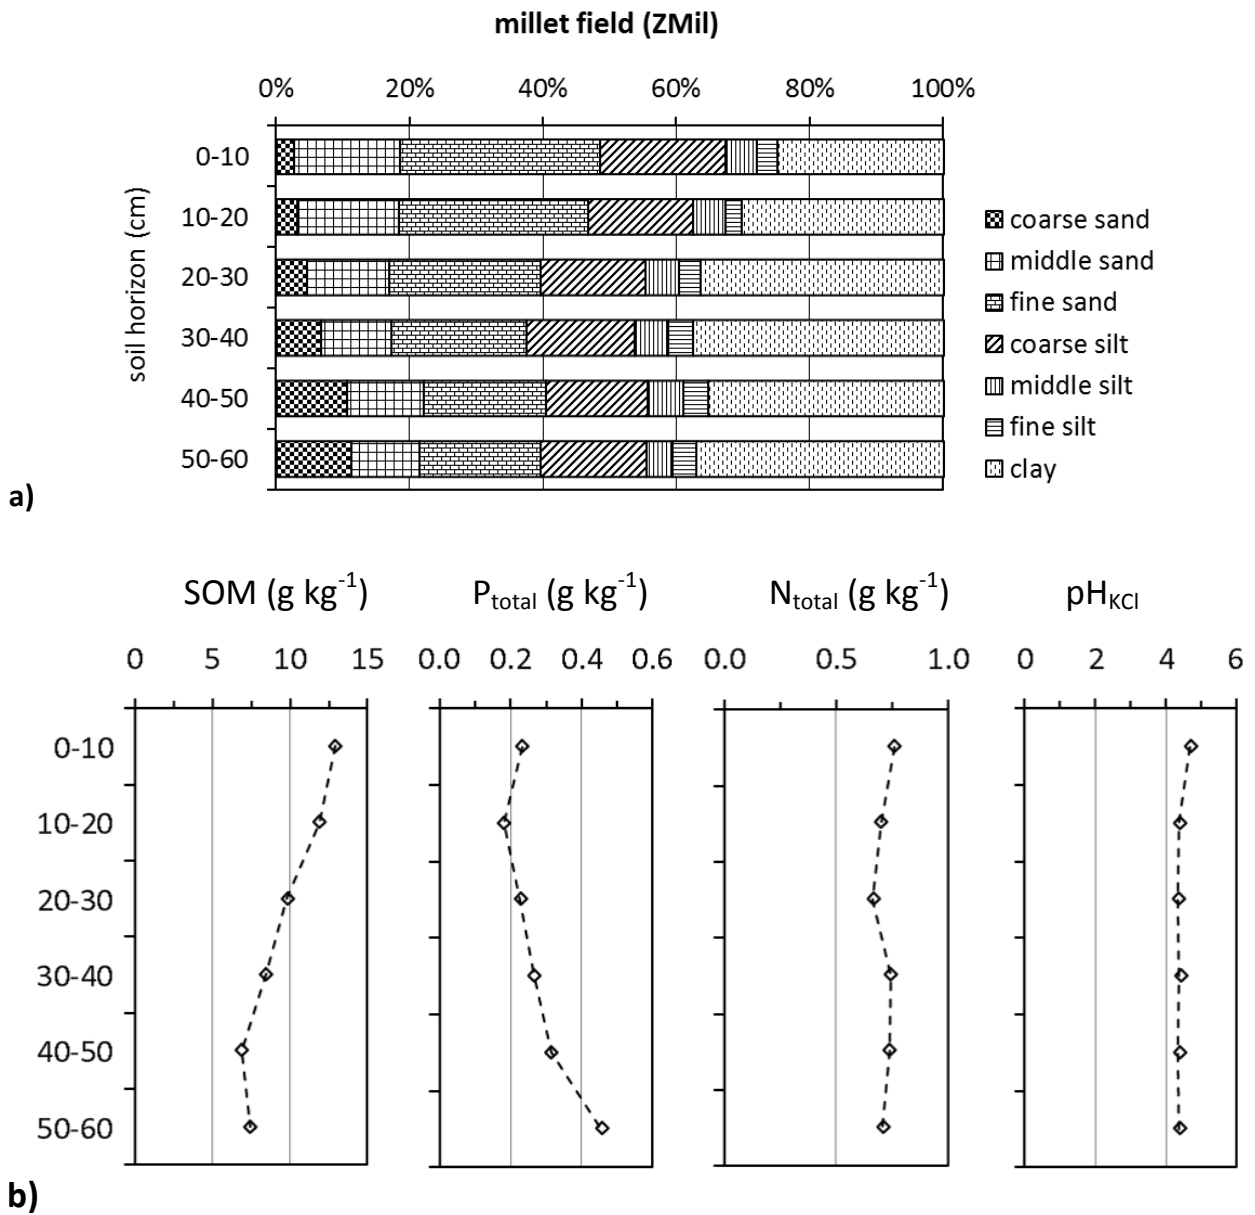 millet field (ZMil)
0% 20% 40% 60% 80% 100%
soil horizon (cm)
0-10
10-20
20-30
30-40
40-50
50-60
coarse sand
middle sand
fine sand
coarse silt
middle silt
fine silt
clay
a)
SOM (g kg⁻¹) Ptotal (g kg⁻¹) Ntotal (g kg⁻¹) pHKCl
0 5 10 15 0.0 0.2 0.4 0.6 0.0 0.5 1.0 0 2 4 6
0-10
10-20
20-30
30-40
40-50
50-60
b)